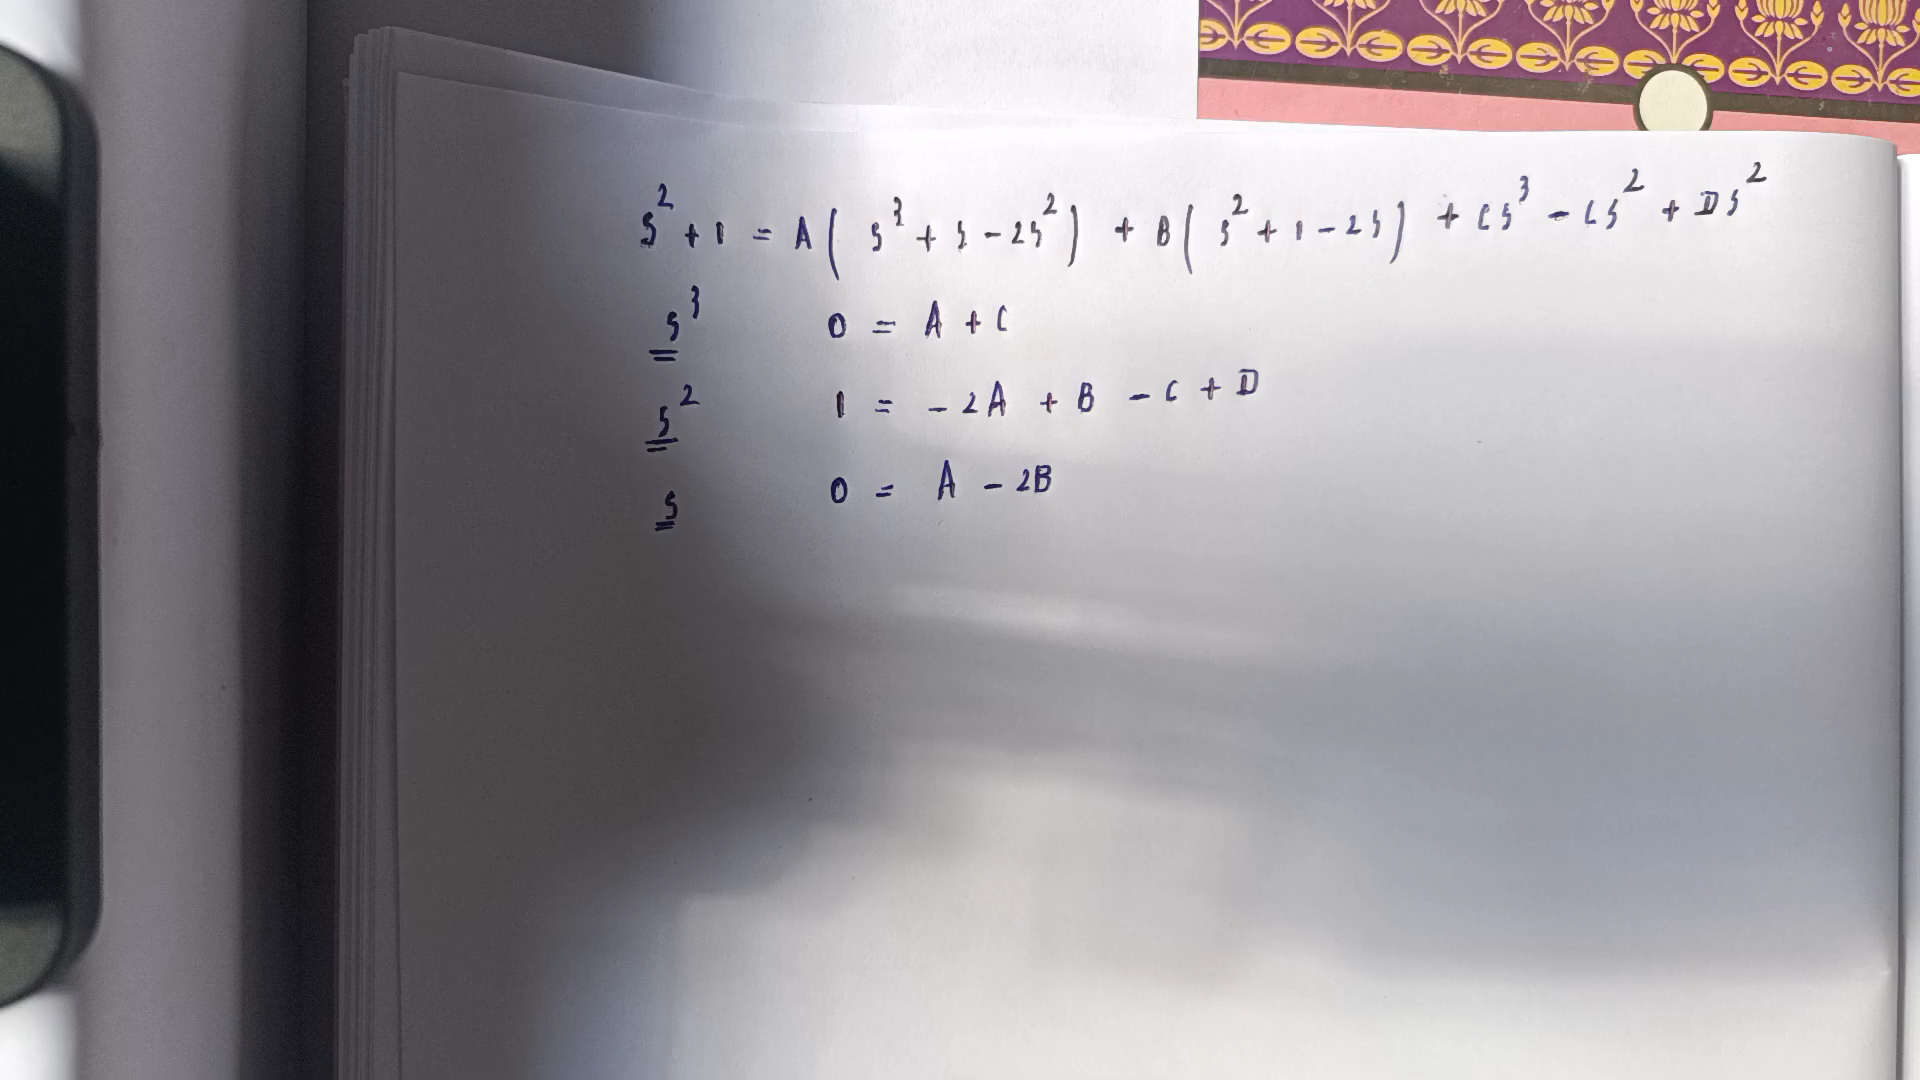 s² + 1 = A( s³ + s - 2s² ) + B( s² + 1 - 2s ) + Cs³ - Cs² + Ds²
s³ 0 = A + C
s² 1 = - 2A + B - C + D
s 0 = A - 2B